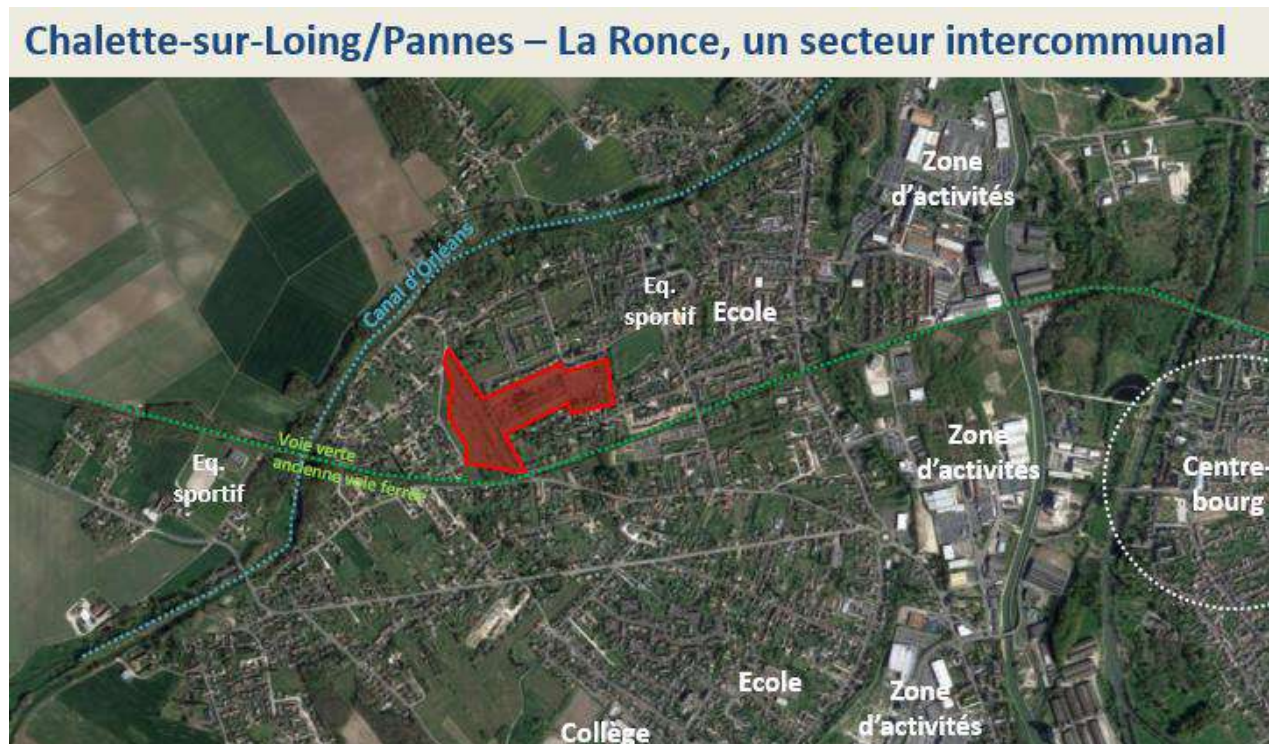 Chalette-sur-Loing/Pannes – La Ronce, un secteur intercommunal
Zone
d'activités
Canal d'Orléans
Eq.
sportif
Ecole
Voie verte
ancienne voie ferrée
Eq.
sportif
Zone
d'activités
Centre-
bourg
Ecole
Zone
d'activités
Collège